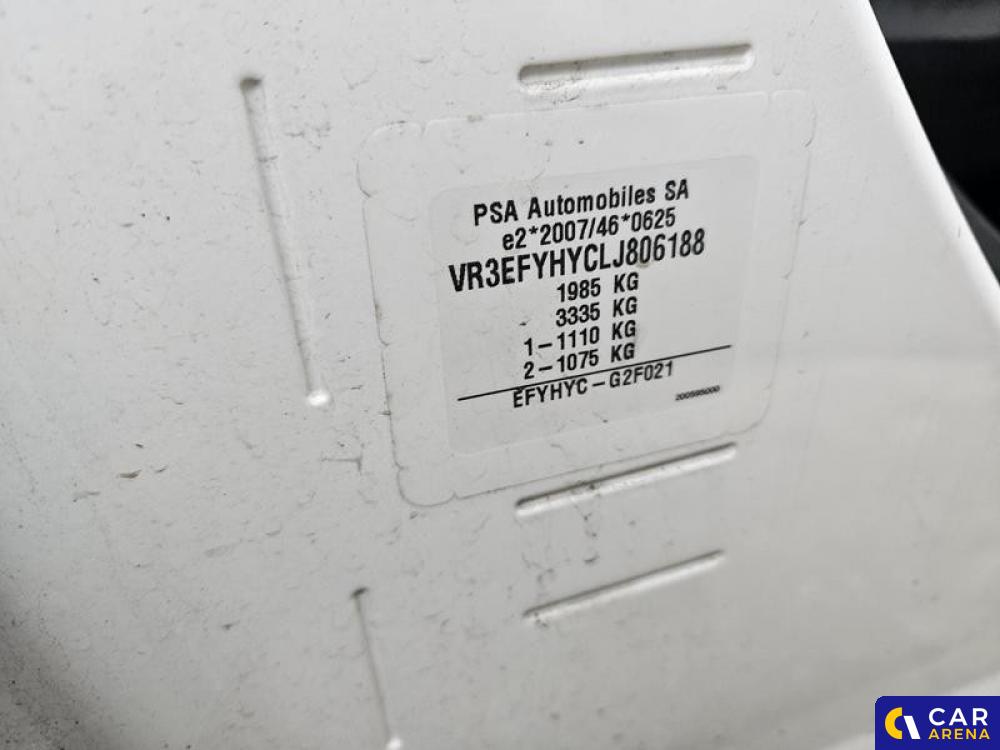 PSA Automobiles SA
e2*2007/46*0625
VR3EFYHYCLJ806188
1985 KG
3335 KG
1-1110 KG
2-1075 KG
EFYHYC-G2F021
CAR
ARENA